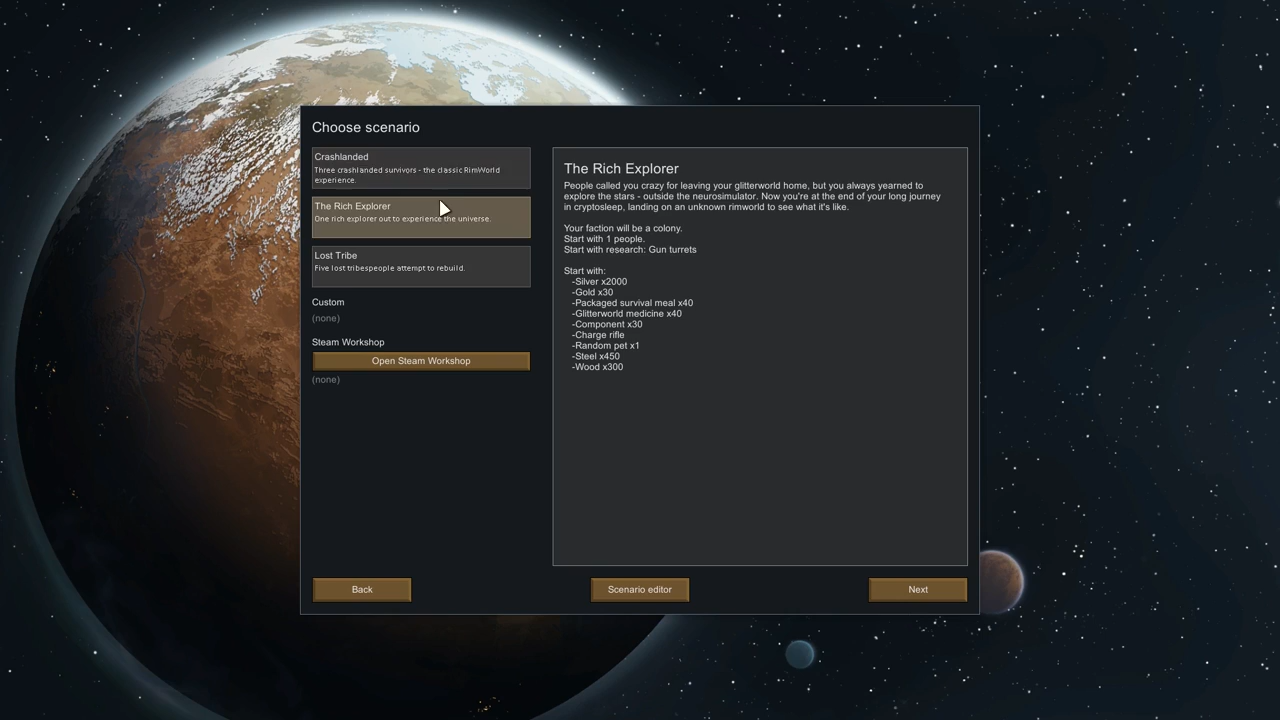 Choose scenario
Crashlanded
Three crashlanded survivors - the classic RimWorld
experience.
The Rich Explorer
One rich explorer out to experience the universe.
Lost Tribe
Five lost tribespeople attempt to rebuild.
Custom
(none)
Steam Workshop
Open Steam Workshop
(none)
The Rich Explorer
People called you crazy for leaving your glitterworld home, but you always yearned to
explore the stars - outside the neurosimulator. Now you're at the end of your long journey
in cryptosleep, landing on an unknown rimworld to see what it's like.
Your faction will be a colony.
Start with 1 people.
Start with research: Gun turrets
Start with:
-Silver x2000
-Gold x30
-Packaged survival meal x40
-Glitterworld medicine x40
-Component x30
-Charge rifle
-Random pet x1
-Steel x450
-Wood x300
Back
Scenario editor
Next